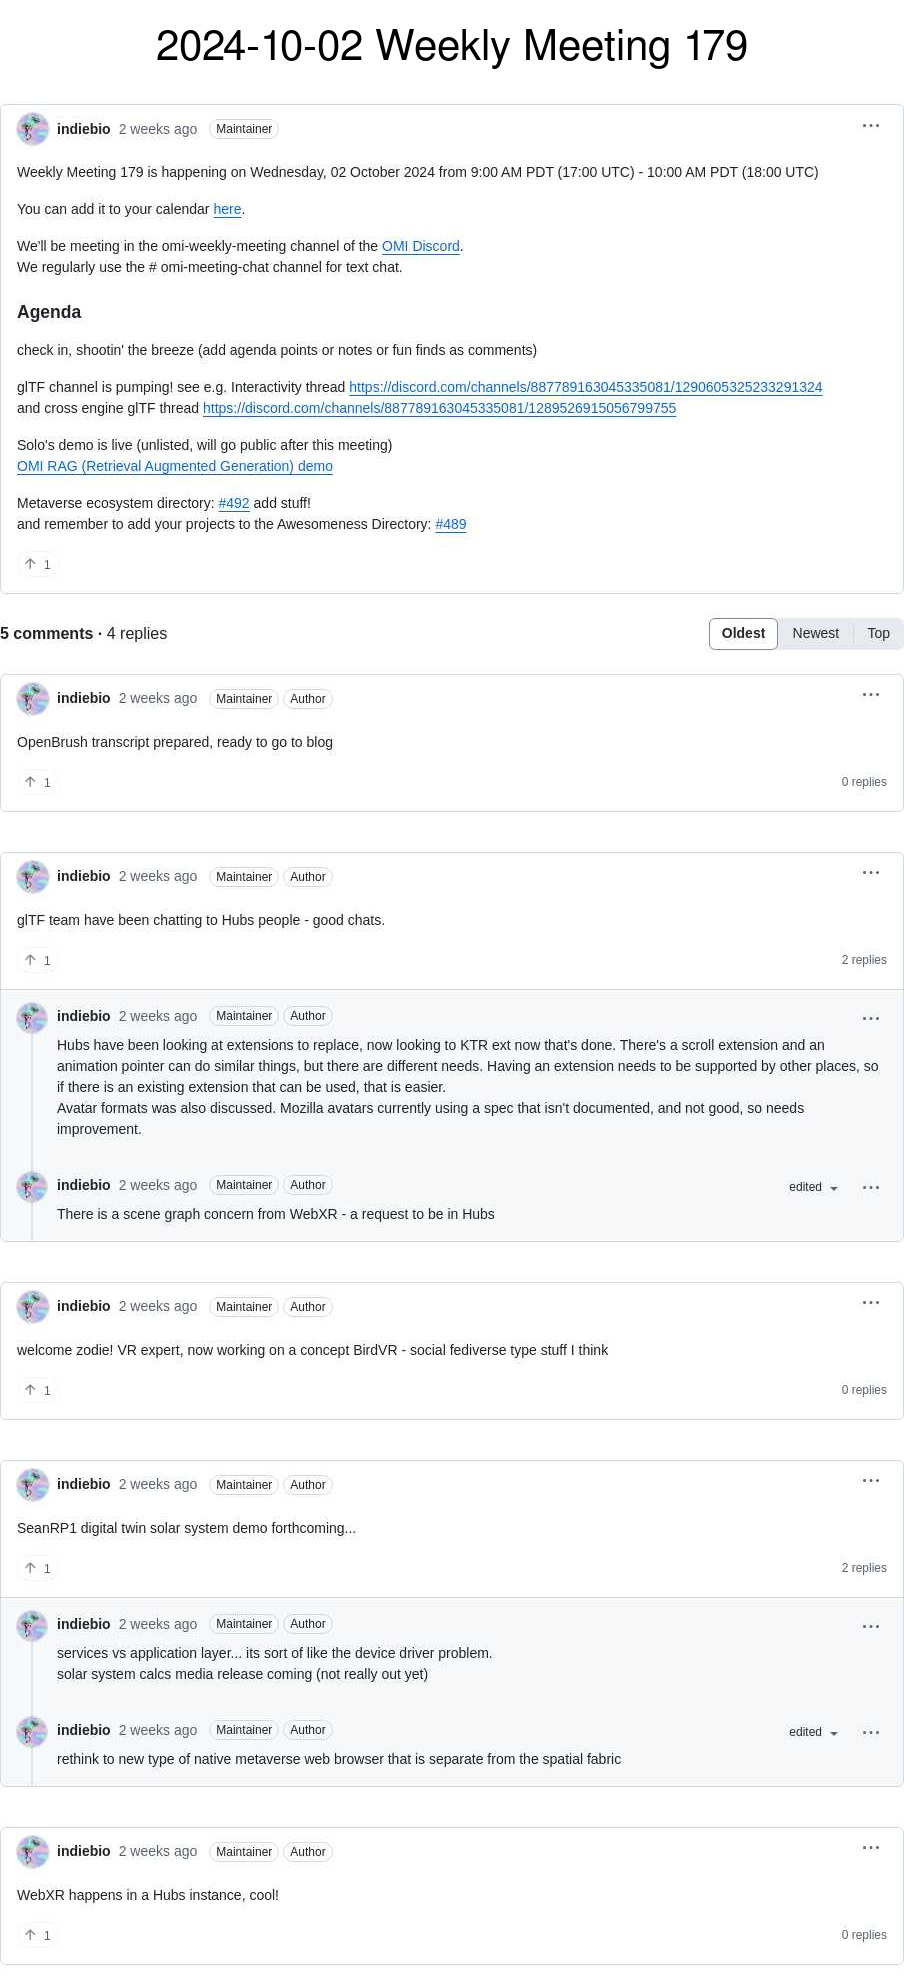 2024-10-02 Weekly Meeting 179
indiebio 2 weeks ago Maintainer
Weekly Meeting 179 is happening on Wednesday, 02 October 2024 from 9:00 AM PDT (17:00 UTC) - 10:00 AM PDT (18:00 UTC)
You can add it to your calendar here.
We'll be meeting in the omi-weekly-meeting channel of the OMI Discord.
We regularly use the # omi-meeting-chat channel for text chat.
Agenda
check in, shootin' the breeze (add agenda points or notes or fun finds as comments)
glTF channel is pumping! see e.g. Interactivity thread https://discord.com/channels/887789163045335081/1290605325233291324
and cross engine glTF thread https://discord.com/channels/887789163045335081/1289526915056799755
Solo's demo is live (unlisted, will go public after this meeting)
OMI RAG (Retrieval Augmented Generation) demo
Metaverse ecosystem directory: #492 add stuff!
and remember to add your projects to the Awesomeness Directory: #489
1
5 comments · 4 replies Oldest Newest Top
indiebio 2 weeks ago Maintainer Author
OpenBrush transcript prepared, ready to go to blog
1 0 replies
indiebio 2 weeks ago Maintainer Author
glTF team have been chatting to Hubs people - good chats.
1 2 replies
indiebio 2 weeks ago Maintainer Author
Hubs have been looking at extensions to replace, now looking to KTR ext now that's done. There's a scroll extension and an
animation pointer can do similar things, but there are different needs. Having an extension needs to be supported by other places, so
if there is an existing extension that can be used, that is easier.
Avatar formats was also discussed. Mozilla avatars currently using a spec that isn't documented, and not good, so needs
improvement.
indiebio 2 weeks ago Maintainer Author edited
There is a scene graph concern from WebXR - a request to be in Hubs
indiebio 2 weeks ago Maintainer Author
welcome zodie! VR expert, now working on a concept BirdVR - social fediverse type stuff I think
1 0 replies
indiebio 2 weeks ago Maintainer Author
SeanRP1 digital twin solar system demo forthcoming...
1 2 replies
indiebio 2 weeks ago Maintainer Author
services vs application layer... its sort of like the device driver problem.
solar system calcs media release coming (not really out yet)
indiebio 2 weeks ago Maintainer Author edited
rethink to new type of native metaverse web browser that is separate from the spatial fabric
indiebio 2 weeks ago Maintainer Author
WebXR happens in a Hubs instance, cool!
1 0 replies